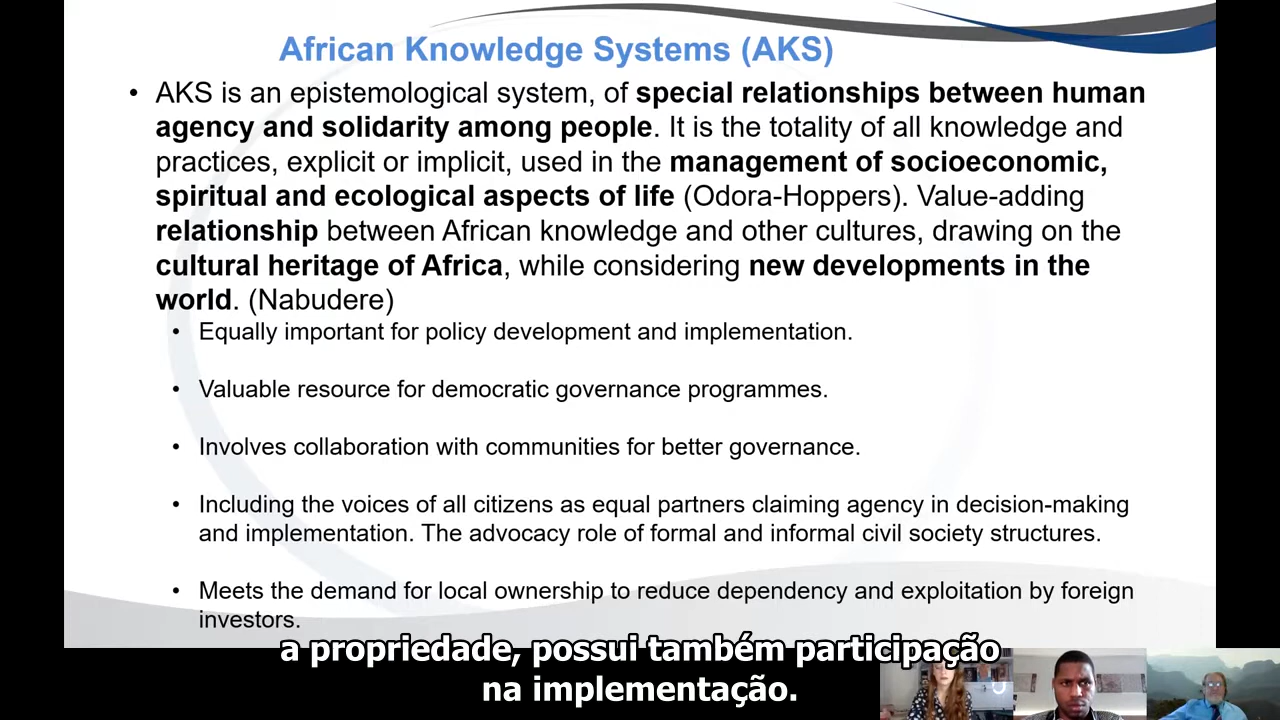 African Knowledge Systems (AKS)
• AKS is an epistemological system, of special relationships between human
agency and solidarity among people. It is the totality of all knowledge and
practices, explicit or implicit, used in the management of socioeconomic,
spiritual and ecological aspects of life (Odora-Hoppers). Value-adding
relationship between African knowledge and other cultures, drawing on the
cultural heritage of Africa, while considering new developments in the
world. (Nabudere)
• Equally important for policy development and implementation.
• Valuable resource for democratic governance programmes.
• Involves collaboration with communities for better governance.
• Including the voices of all citizens as equal partners claiming agency in decision-making
and implementation. The advocacy role of formal and informal civil society structures.
• Meets the demand for local ownership to reduce dependency and exploitation by foreign
investors.
a propriedade, possui também participação
na implementação.